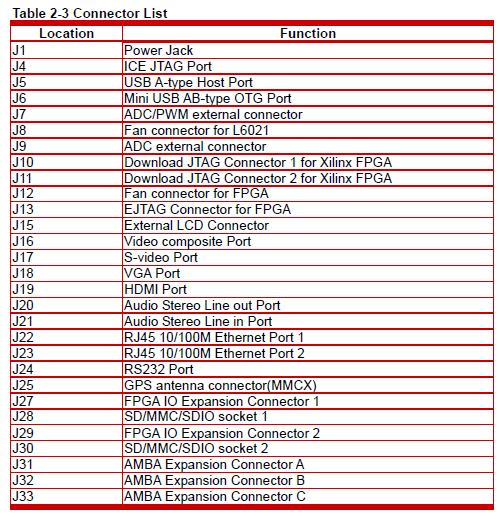 Table 2-3 Connector List
Location Function
J1 Power Jack
J4 ICE JTAG Port
J5 USB A-type Host Port
J6 Mini USB AB-type OTG Port
J7 ADC/PWM external connector
J8 Fan connector for L6021
J9 ADC external connector
J10 Download JTAG Connector 1 for Xilinx FPGA
J11 Download JTAG Connector 2 for Xilinx FPGA
J12 Fan connector for FPGA
J13 EJTAG Connector for FPGA
J15 External LCD Connector
J16 Video composite Port
J17 S-video Port
J18 VGA Port
J19 HDMI Port
J20 Audio Stereo Line out Port
J21 Audio Stereo Line in Port
J22 RJ45 10/100M Ethernet Port 1
J23 RJ45 10/100M Ethernet Port 2
J24 RS232 Port
J25 GPS antenna connector(MMCX)
J27 FPGA IO Expansion Connector 1
J28 SD/MMC/SDIO socket 1
J29 FPGA IO Expansion Connector 2
J30 SD/MMC/SDIO socket 2
J31 AMBA Expansion Connector A
J32 AMBA Expansion Connector B
J33 AMBA Expansion Connector C